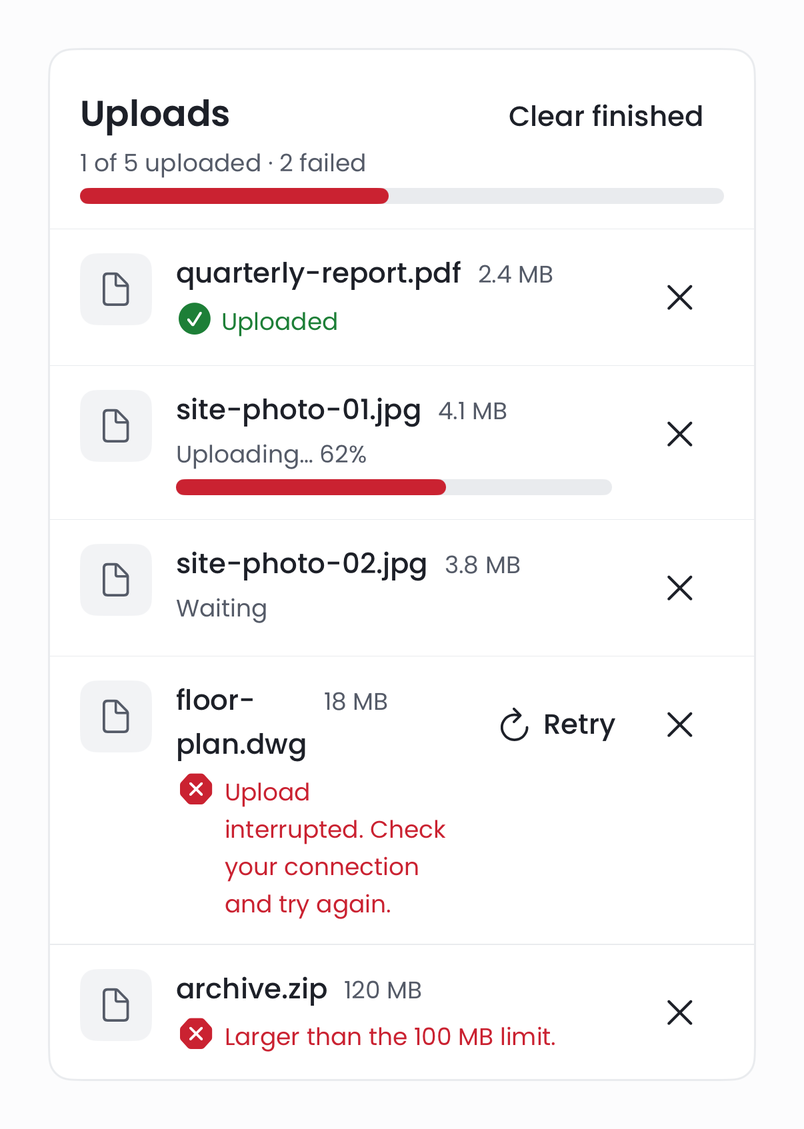 Uploads
Clear finished
1 of 5 uploaded · 2 failed
quarterly-report.pdf 2.4 MB
Uploaded
site-photo-01.jpg 4.1 MB
Uploading… 62%
site-photo-02.jpg 3.8 MB
Waiting
floor-
plan.dwg
18 MB
Retry
Upload
interrupted. Check
your connection
and try again.
archive.zip 120 MB
Larger than the 100 MB limit.